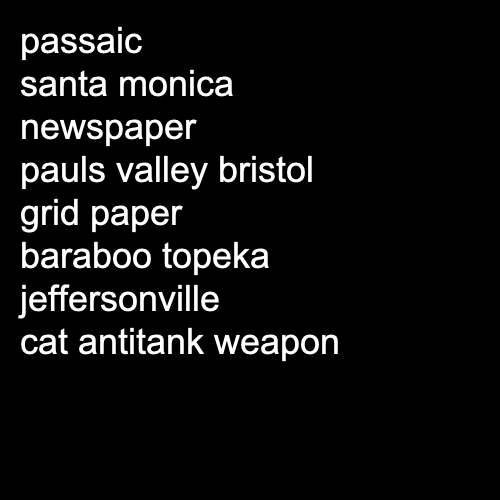 passaic
santa monica
newspaper
pauls valley bristol
grid paper
baraboo topeka
jeffersonville
cat antitank weapon